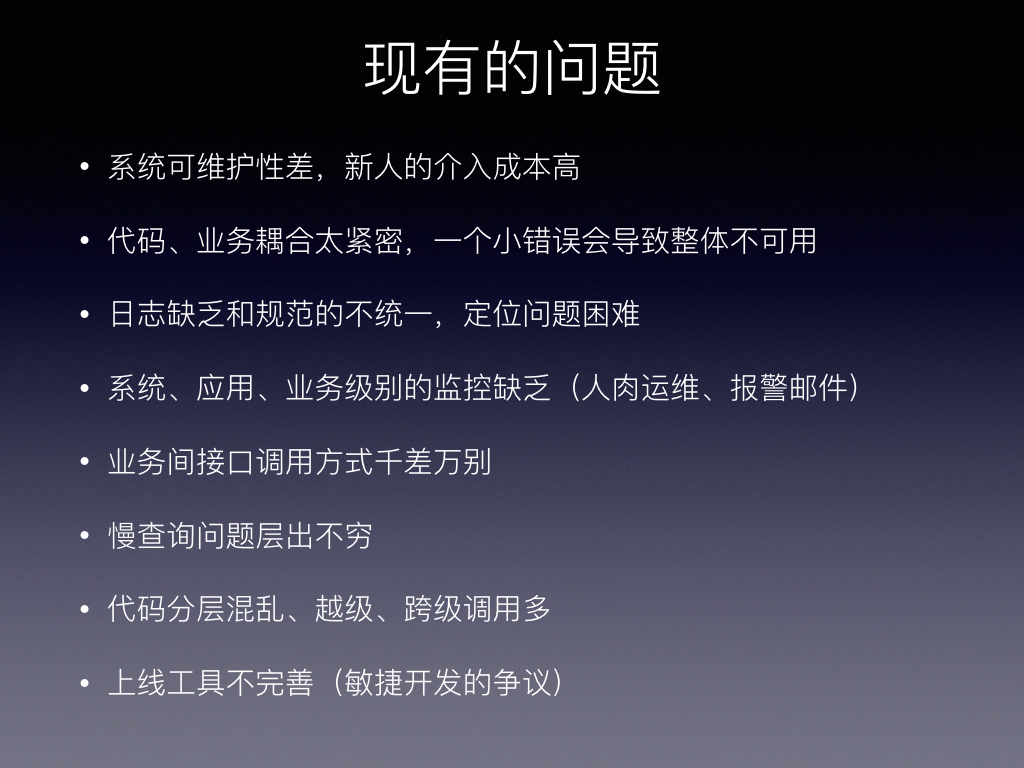 现有的问题
• 系统可维护性差，新人的介入成本高
• 代码、业务耦合太紧密，一个小错误会导致整体不可用
• 日志缺乏和规范的不统一，定位问题困难
• 系统、应用、业务级别的监控缺乏（人肉运维、报警邮件）
• 业务间接口调用方式千差万别
• 慢查询问题层出不穷
• 代码分层混乱、越级、跨级调用多
• 上线工具不完善（敏捷开发的争议）